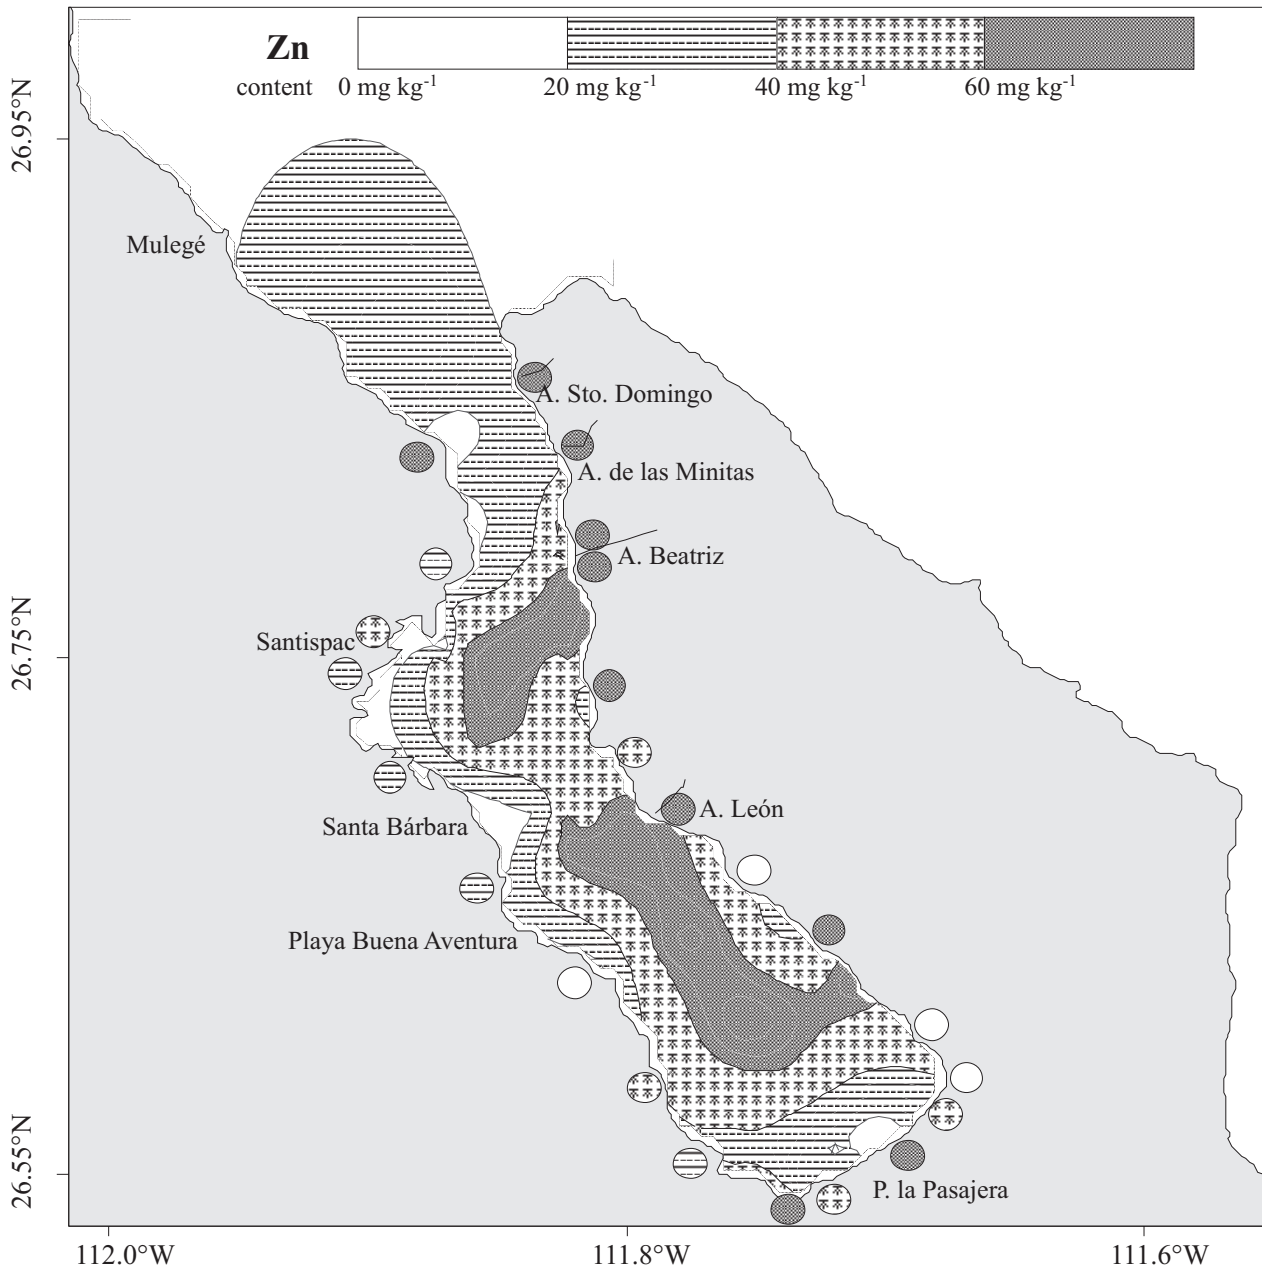 Zn
content
0 mg kg⁻¹
20 mg kg⁻¹
40 mg kg⁻¹
60 mg kg⁻¹
26.95°N
Mulegé
A. Sto. Domingo
A. de las Minitas
A. Beatriz
Santispac
26.75°N
A. León
Santa Bárbara
Playa Buena Aventura
26.55°N
P. la Pasajera
112.0°W
111.8°W
111.6°W